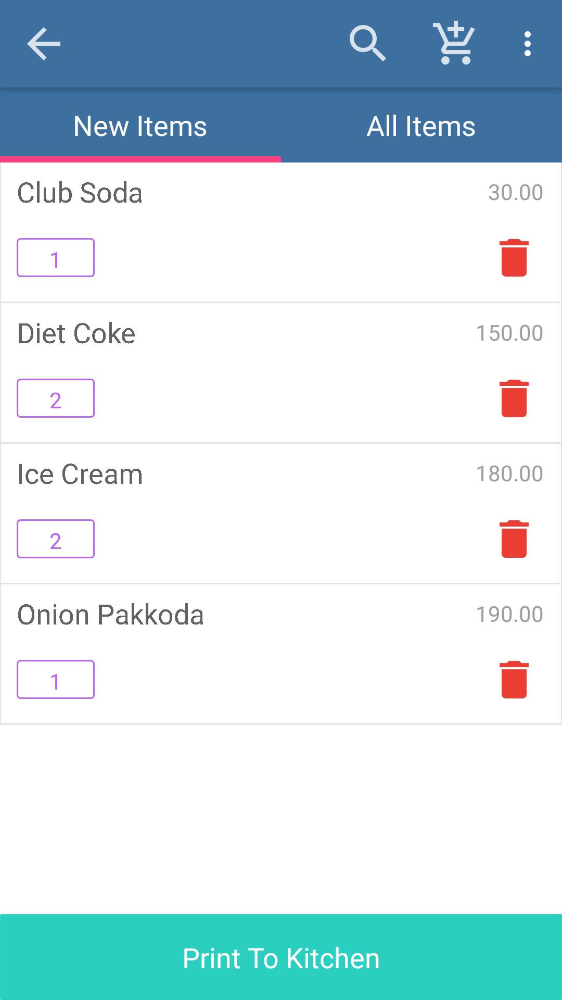 New Items All Items
Club Soda 30.00
1
Diet Coke 150.00
2
Ice Cream 180.00
2
Onion Pakkoda 190.00
1
Print To Kitchen